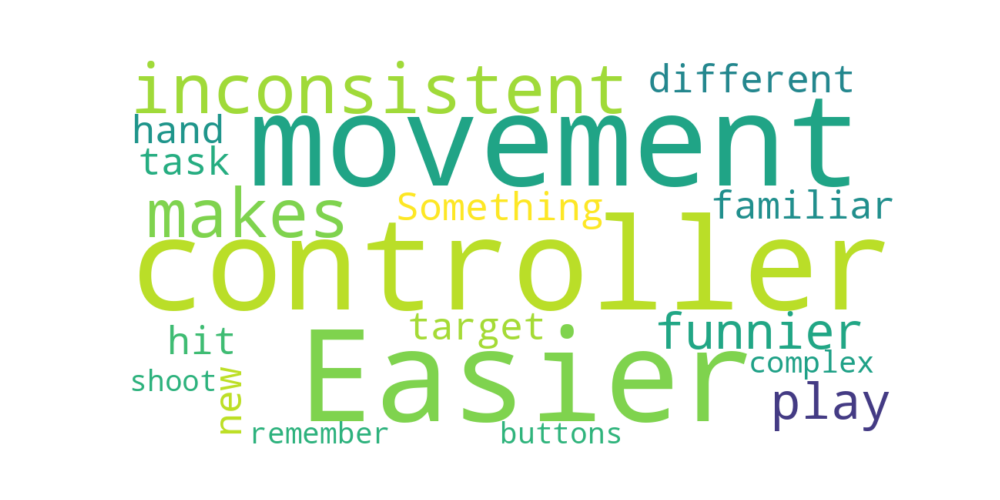 inconsistent different
hand movement
task
makes Something familiar
controller
hit target funnier
shoot new Easier complex
play
remember buttons